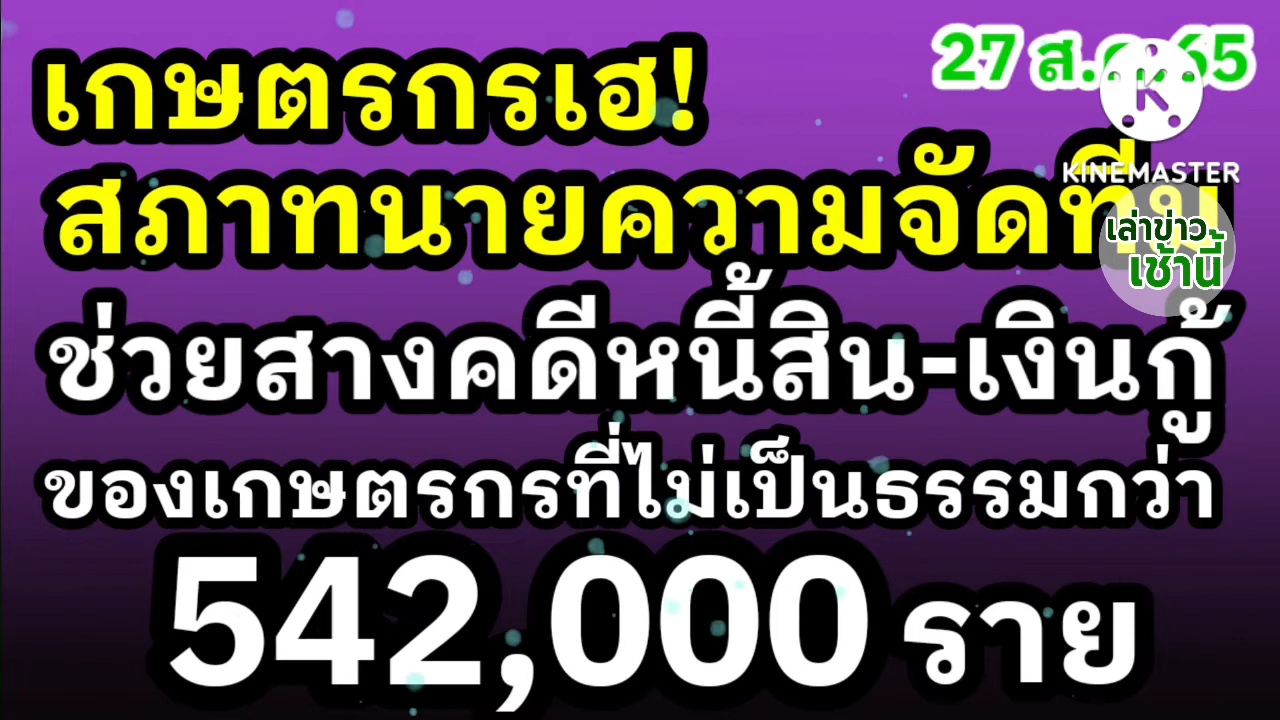 27 ส.ค. 65
เกษตรกรเฮ!
KINEMASTER
สภาทนายความจัดทีม
เล่าข่าว
เช้านี้
ช่วยสางคดีหนี้สิน-เงินกู้
ของเกษตรกรที่ไม่เป็นธรรมกว่า
542,000 ราย